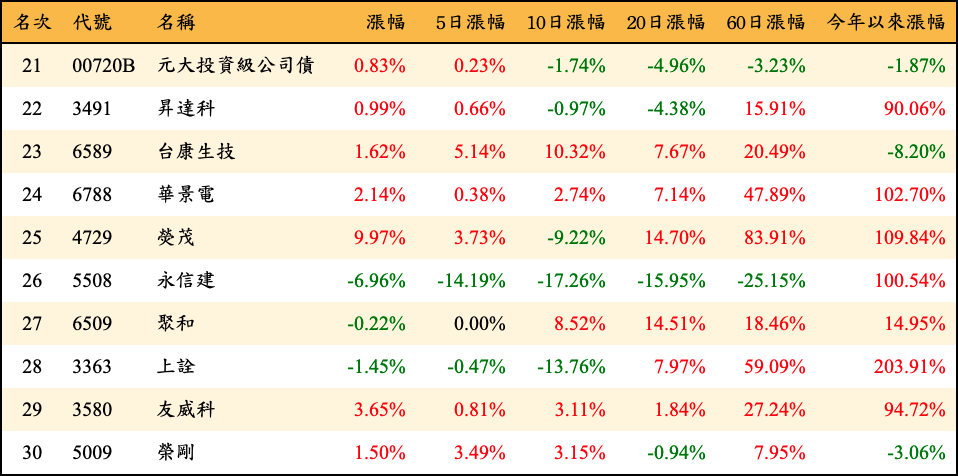 名次 代號 名稱 漲幅 5日漲幅 10日漲幅 20日漲幅 60日漲幅 今年以來漲幅
21 00720B 元大投資級公司債 0.83% 0.23% -1.74% -4.96% -3.23% -1.87%
22 3491 昇達科 0.99% 0.66% -0.97% -4.38% 15.91% 90.06%
23 6589 台康生技 1.62% 5.14% 10.32% 7.67% 20.49% -8.20%
24 6788 華景電 2.14% 0.38% 2.74% 7.14% 47.89% 102.70%
25 4729 熒茂 9.97% 3.73% -9.22% 14.70% 83.91% 109.84%
26 5508 永信建 -6.96% -14.19% -17.26% -15.95% -25.15% 100.54%
27 6509 聚和 -0.22% 0.00% 8.52% 14.51% 18.46% 14.95%
28 3363 上詮 -1.45% -0.47% -13.76% 7.97% 59.09% 203.91%
29 3580 友威科 3.65% 0.81% 3.11% 1.84% 27.24% 94.72%
30 5009 榮剛 1.50% 3.49% 3.15% -0.94% 7.95% -3.06%